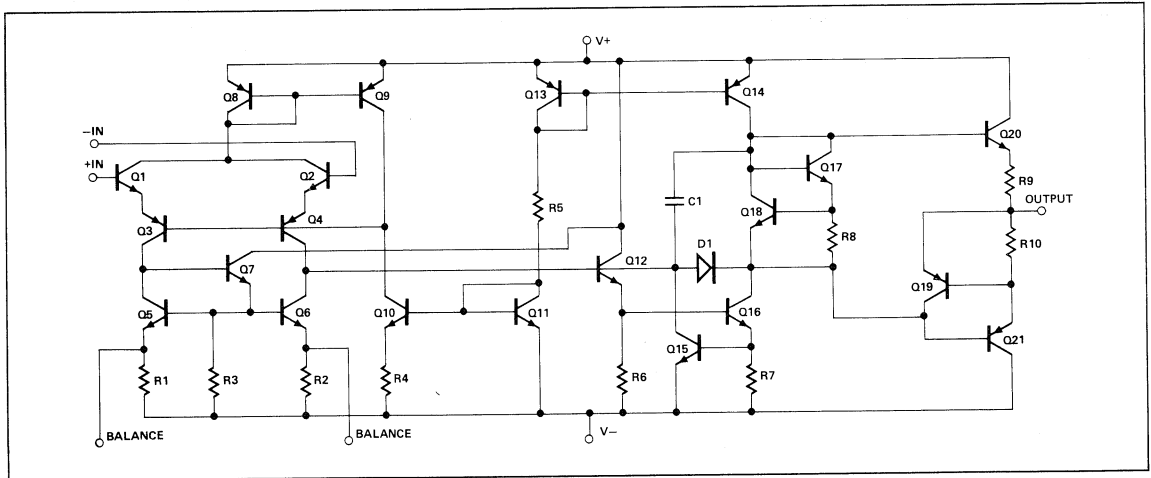 V+
Q8
Q9
Q13
Q14
Q20
−IN
+IN
Q1
Q2
Q17
R9
OUTPUT
Q3
Q4
R5
C1
Q18
R8
R10
Q7
Q12
D1
Q19
Q5
Q6
Q10
Q11
Q16
Q15
Q21
R1
R3
R2
R4
R6
R7
BALANCE
BALANCE
V−